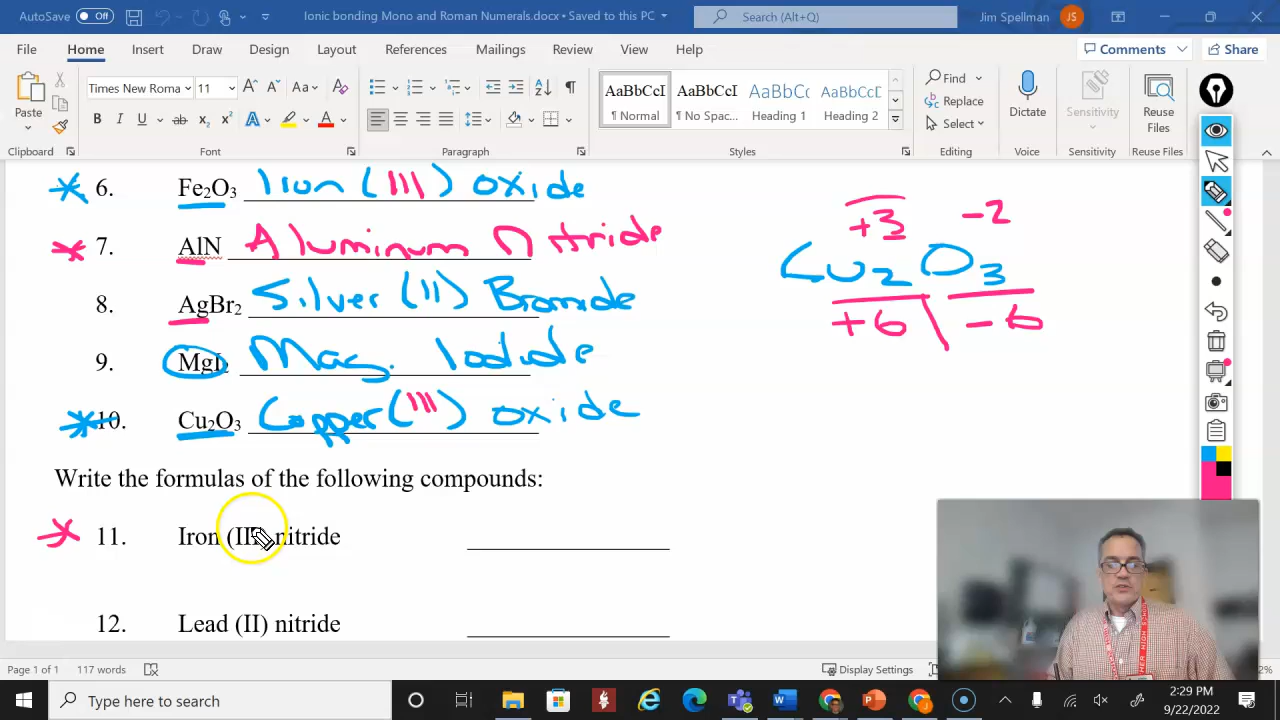 AutoSave Off Ionic bonding Mono and Roman Numerals.docx - Saved to this PC Search (Alt+Q) Jim Spellman JS
File Home Insert Draw Design Layout References Mailings Review View Help Comments Share
Paste Times New Roma 11 Aa
AaBbCcI AaBbCcI AaBbCc AaBbCcD
¶ Normal ¶ No Spac... Heading 1 Heading 2
Find
Replace
Select
Dictate Sensitivity Reuse Files
Clipboard Font Paragraph Styles Editing Voice Sensitivity Reuse Files
6. Fe₂O₃ Iron (III) oxide
7. AlN Aluminum Nitride
8. AgBr₂ Silver (II) Bromide
9. MgI₂ Mag. Iodide
10. Cu₂O₃ Copper (III) oxide
+3 -2
Cu₂O₃
+6 | -6
Write the formulas of the following compounds:
11. Iron (II) nitride
12. Lead (II) nitride
Page 1 of 1 117 words Display Settings
Type here to search
2:29 PM
9/22/2022